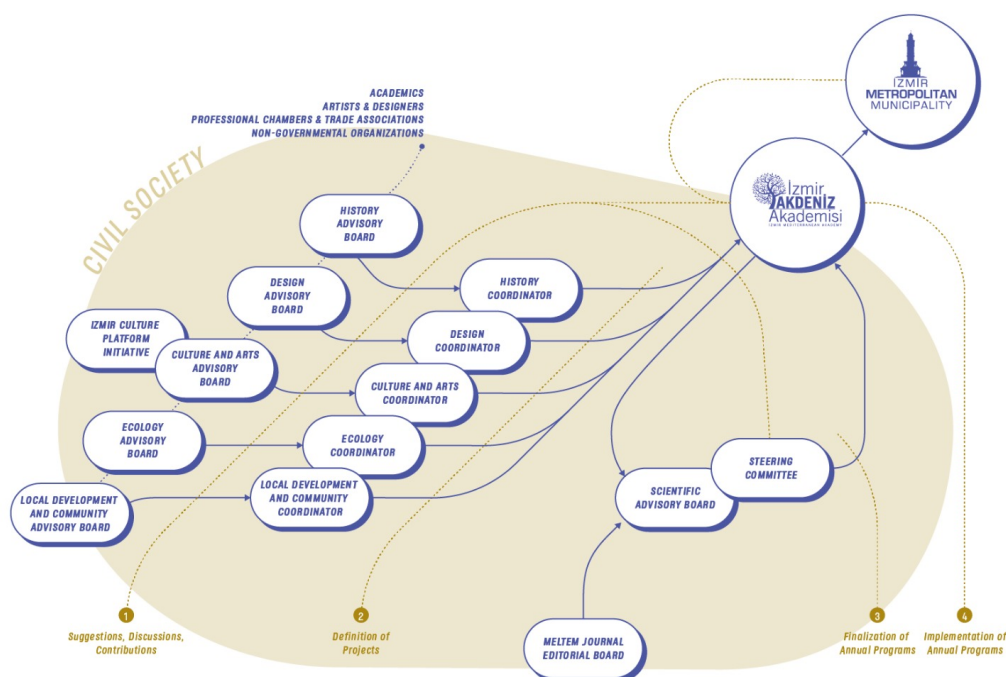 İZMİR
METROPOLITAN
MUNICIPALITY
ACADEMICS
ARTISTS & DESIGNERS
PROFESSIONAL CHAMBERS & TRADE ASSOCIATIONS
NON-GOVERNMENTAL ORGANIZATIONS
CIVIL SOCIETY
İzmir
AKDENİZ
Akademisi
İZMİR MEDITERRANEAN ACADEMY
HISTORY
ADVISORY
BOARD
DESIGN
ADVISORY
BOARD
HISTORY
COORDINATOR
IZMIR CULTURE
PLATFORM
INITIATIVE
DESIGN
COORDINATOR
CULTURE AND ARTS
ADVISORY
BOARD
CULTURE AND ARTS
COORDINATOR
ECOLOGY
ADVISORY
BOARD
ECOLOGY
COORDINATOR
STEERING
COMMITTEE
LOCAL DEVELOPMENT
AND COMMUNITY
ADVISORY BOARD
LOCAL DEVELOPMENT
AND COMMUNITY
COORDINATOR
SCIENTIFIC
ADVISORY BOARD
MELTEM JOURNAL
EDITORIAL BOARD
1
Suggestions, Discussions,
Contributions
2
Definition of
Projects
3
Finalization of
Annual Programs
4
Implementation of
Annual Programs